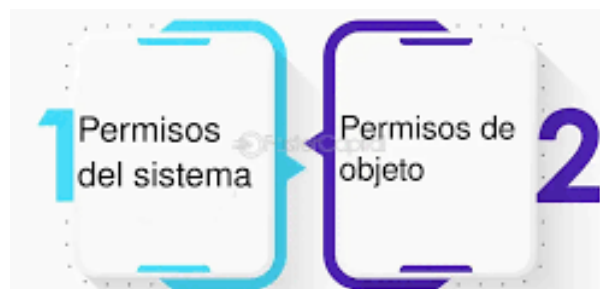 1
Permisos
del sistema
Permisos de
objeto
2